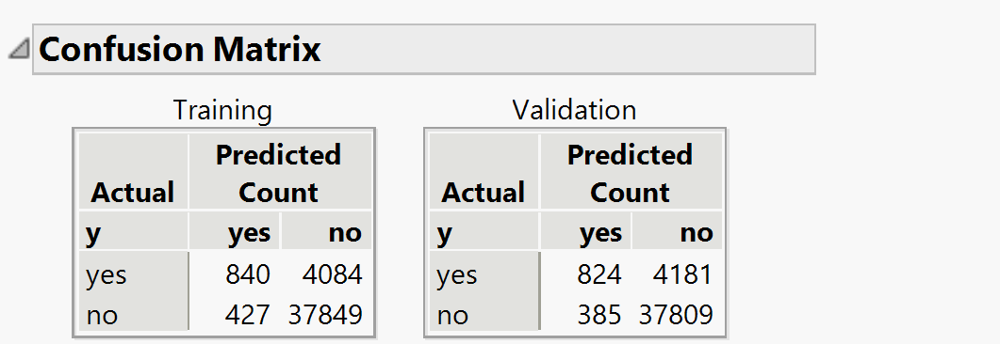 Confusion Matrix
Training Validation
Predicted Predicted
Actual Count Actual Count
y yes no y yes no
yes 840 4084 yes 824 4181
no 427 37849 no 385 37809